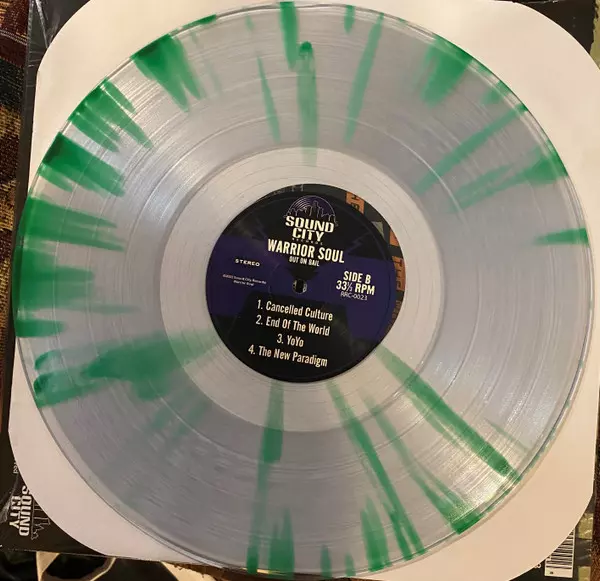 SOUND
CITY
RECORDS
WARRIOR SOUL
OUT ON BAIL
STEREO
SIDE B
33⅓ RPM
RRC-0023
1. Cancelled Culture
2. End Of The World
3. YoYo
4. The New Paradigm
SOUND
CITY